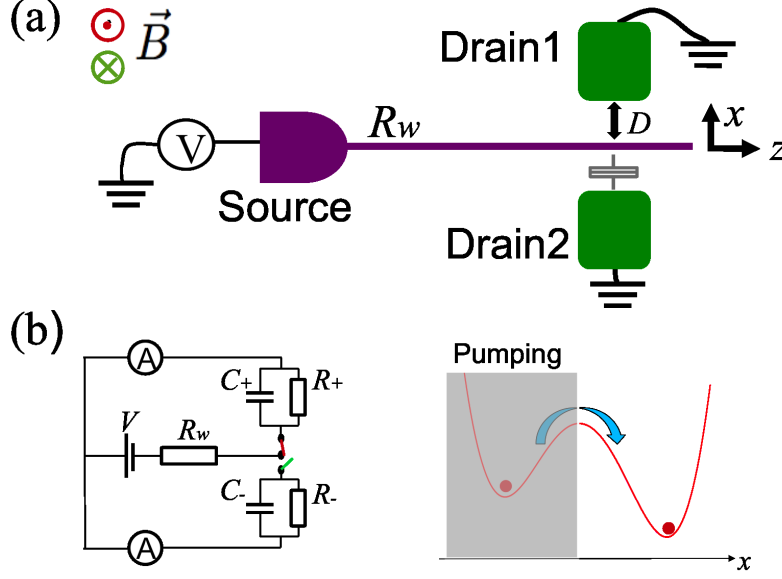 (a)
B
Drain1
x
V
Rw
D
z
Source
Drain2
(b)
A
Pumping
C+
R+
V
Rw
C-
R-
A
x